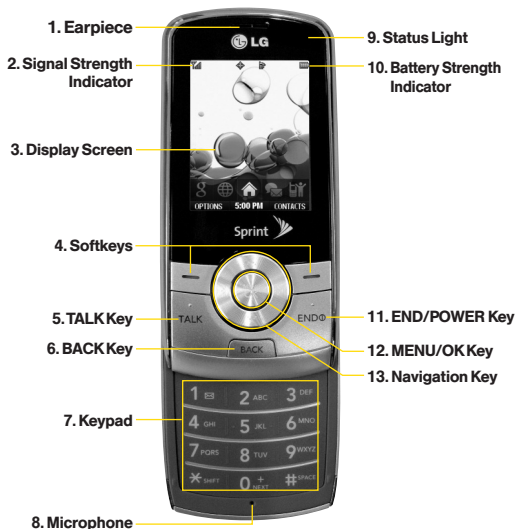 1. Earpiece
LG
9. Status Light
2. Signal Strength
Indicator
10. Battery Strength
Indicator
3. Display Screen
OPTIONS 5:00 PM CONTACTS
Sprint
4. Softkeys
5. TALK Key
TALK
END
11. END/POWER Key
6. BACK Key
BACK
12. MENU/OK Key
13. Navigation Key
7. Keypad
1 2 ABC 3 DEF
4 GHI 5 JKL 6 MNO
7 PQRS 8 TUV 9 WXYZ
* SHIFT 0 + NEXT # SPACE
8. Microphone